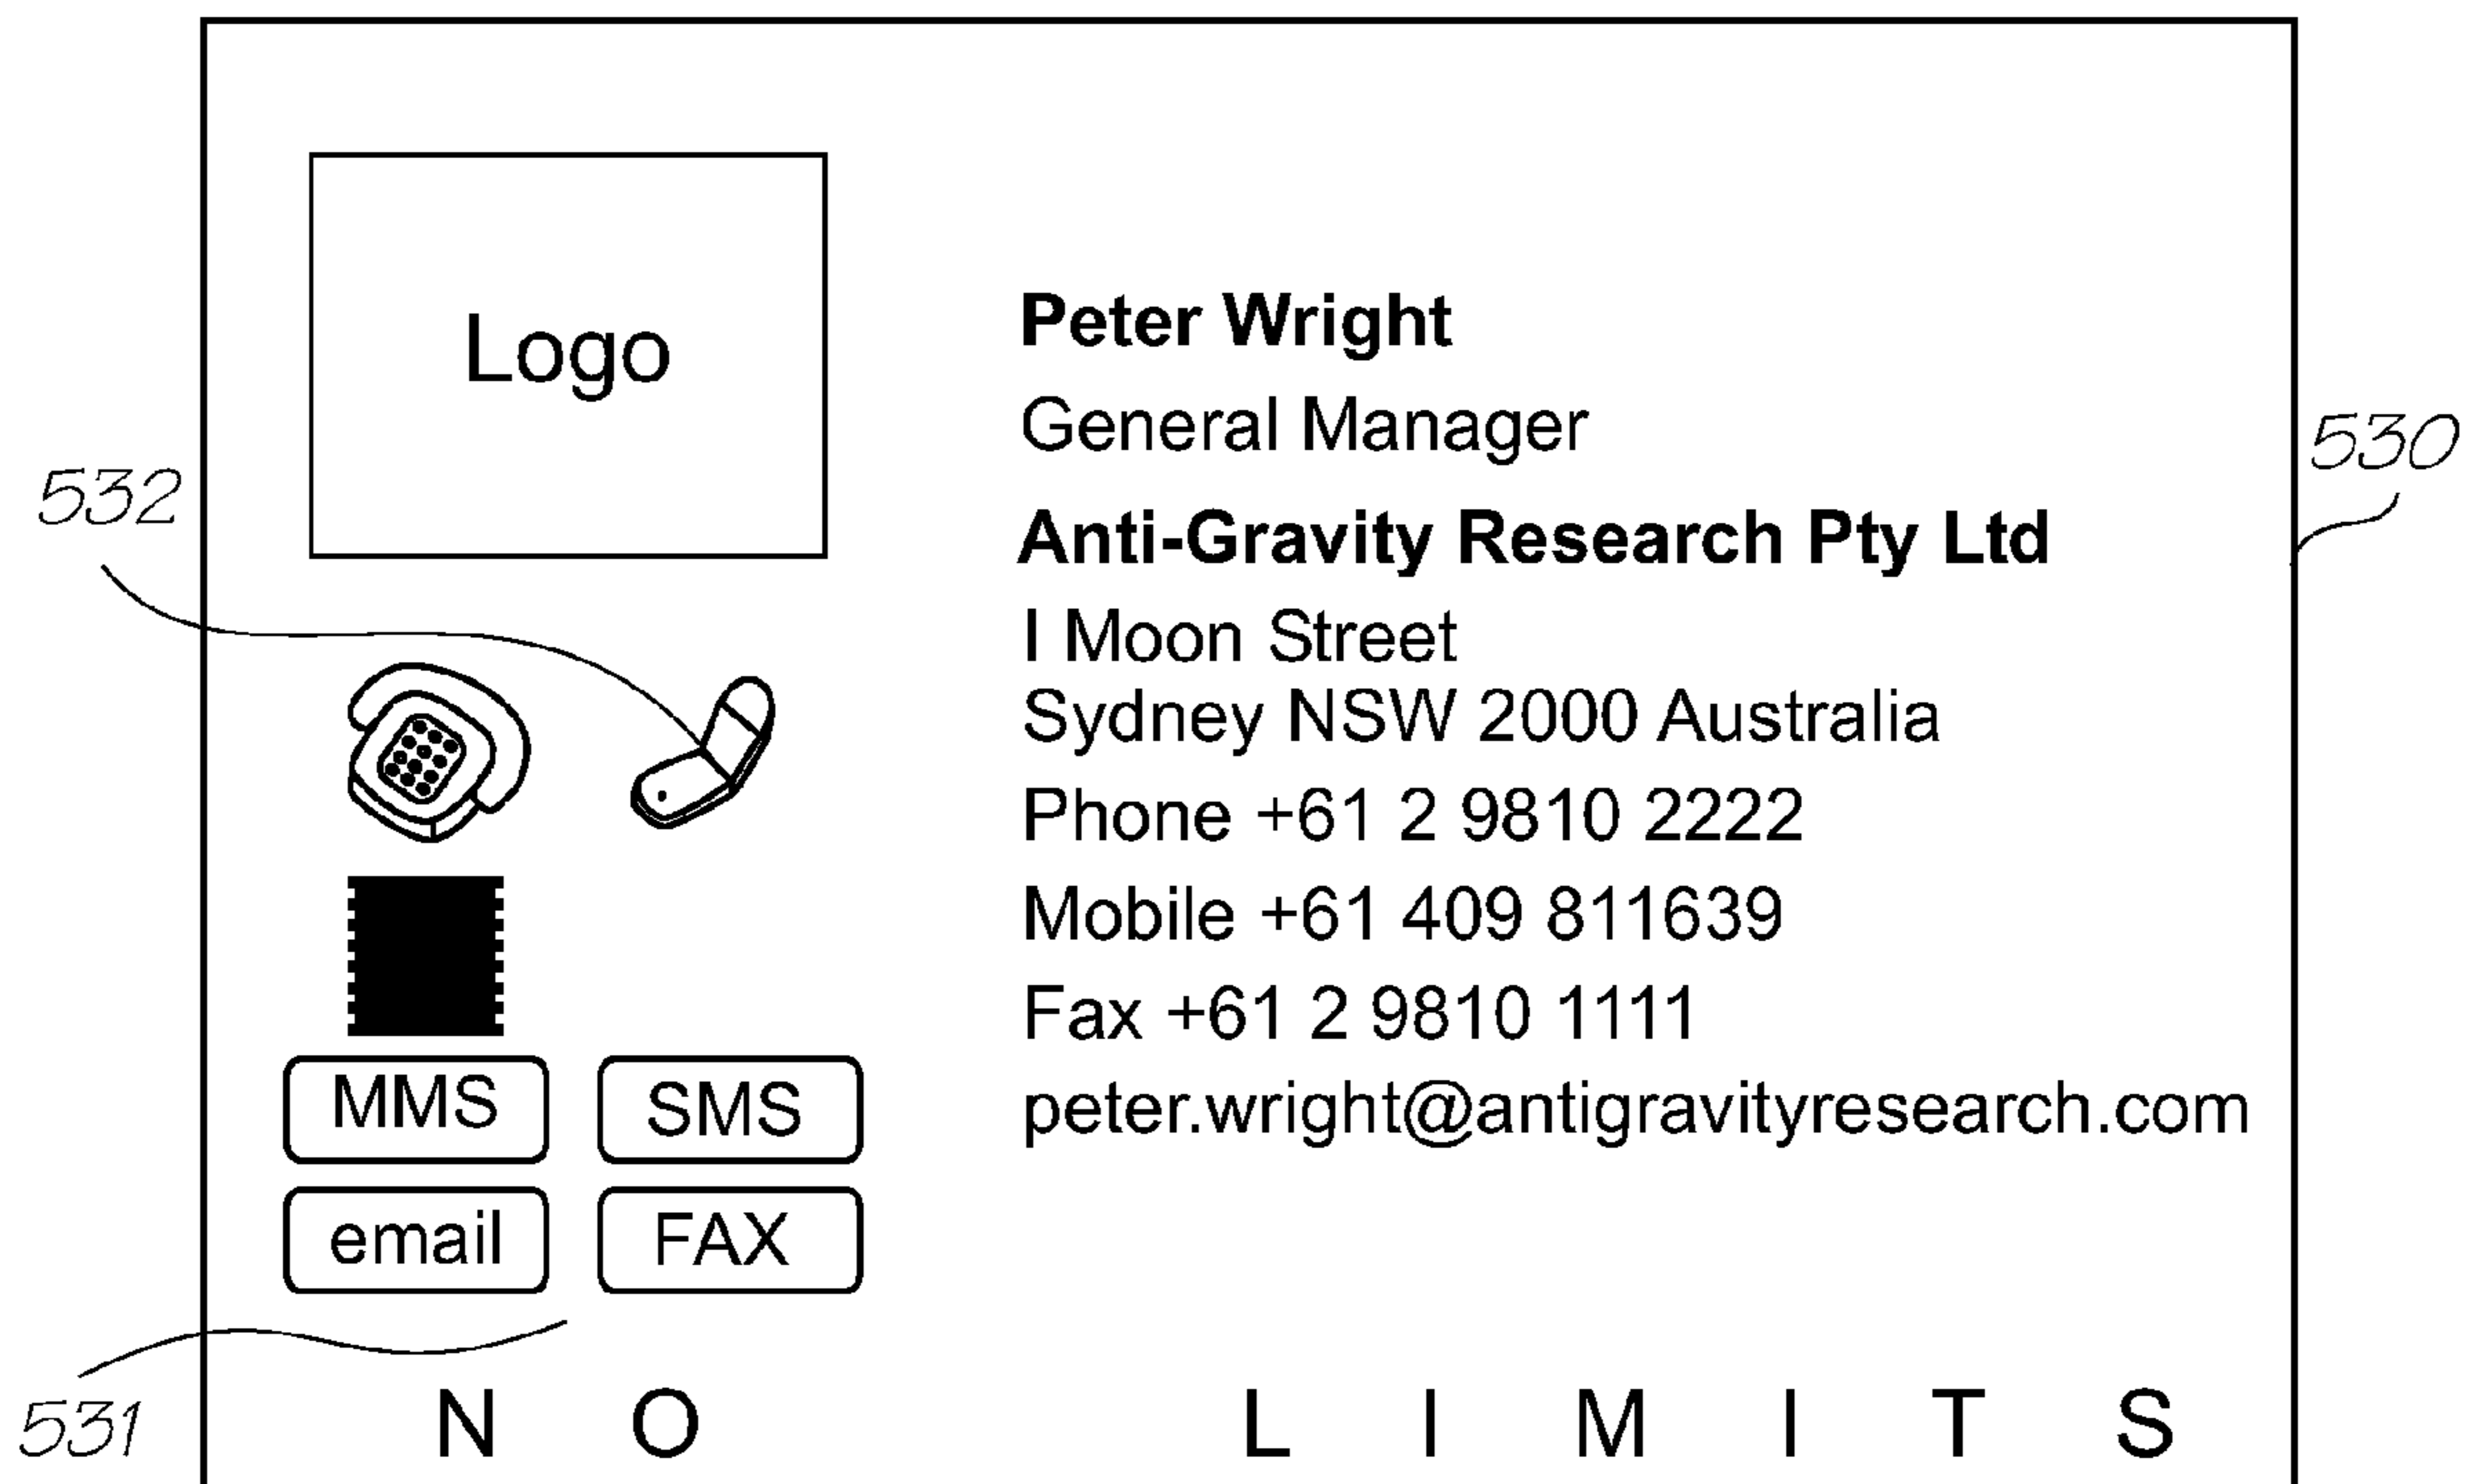 Logo
532
Peter Wright
General Manager
530
Anti-Gravity Research Pty Ltd
I Moon Street
Sydney NSW 2000 Australia
Phone +61 2 9810 2222
Mobile +61 409 811639
Fax +61 2 9810 1111
peter.wright@antigravityresearch.com
MMS SMS
email FAX
531
N O L I M I T S